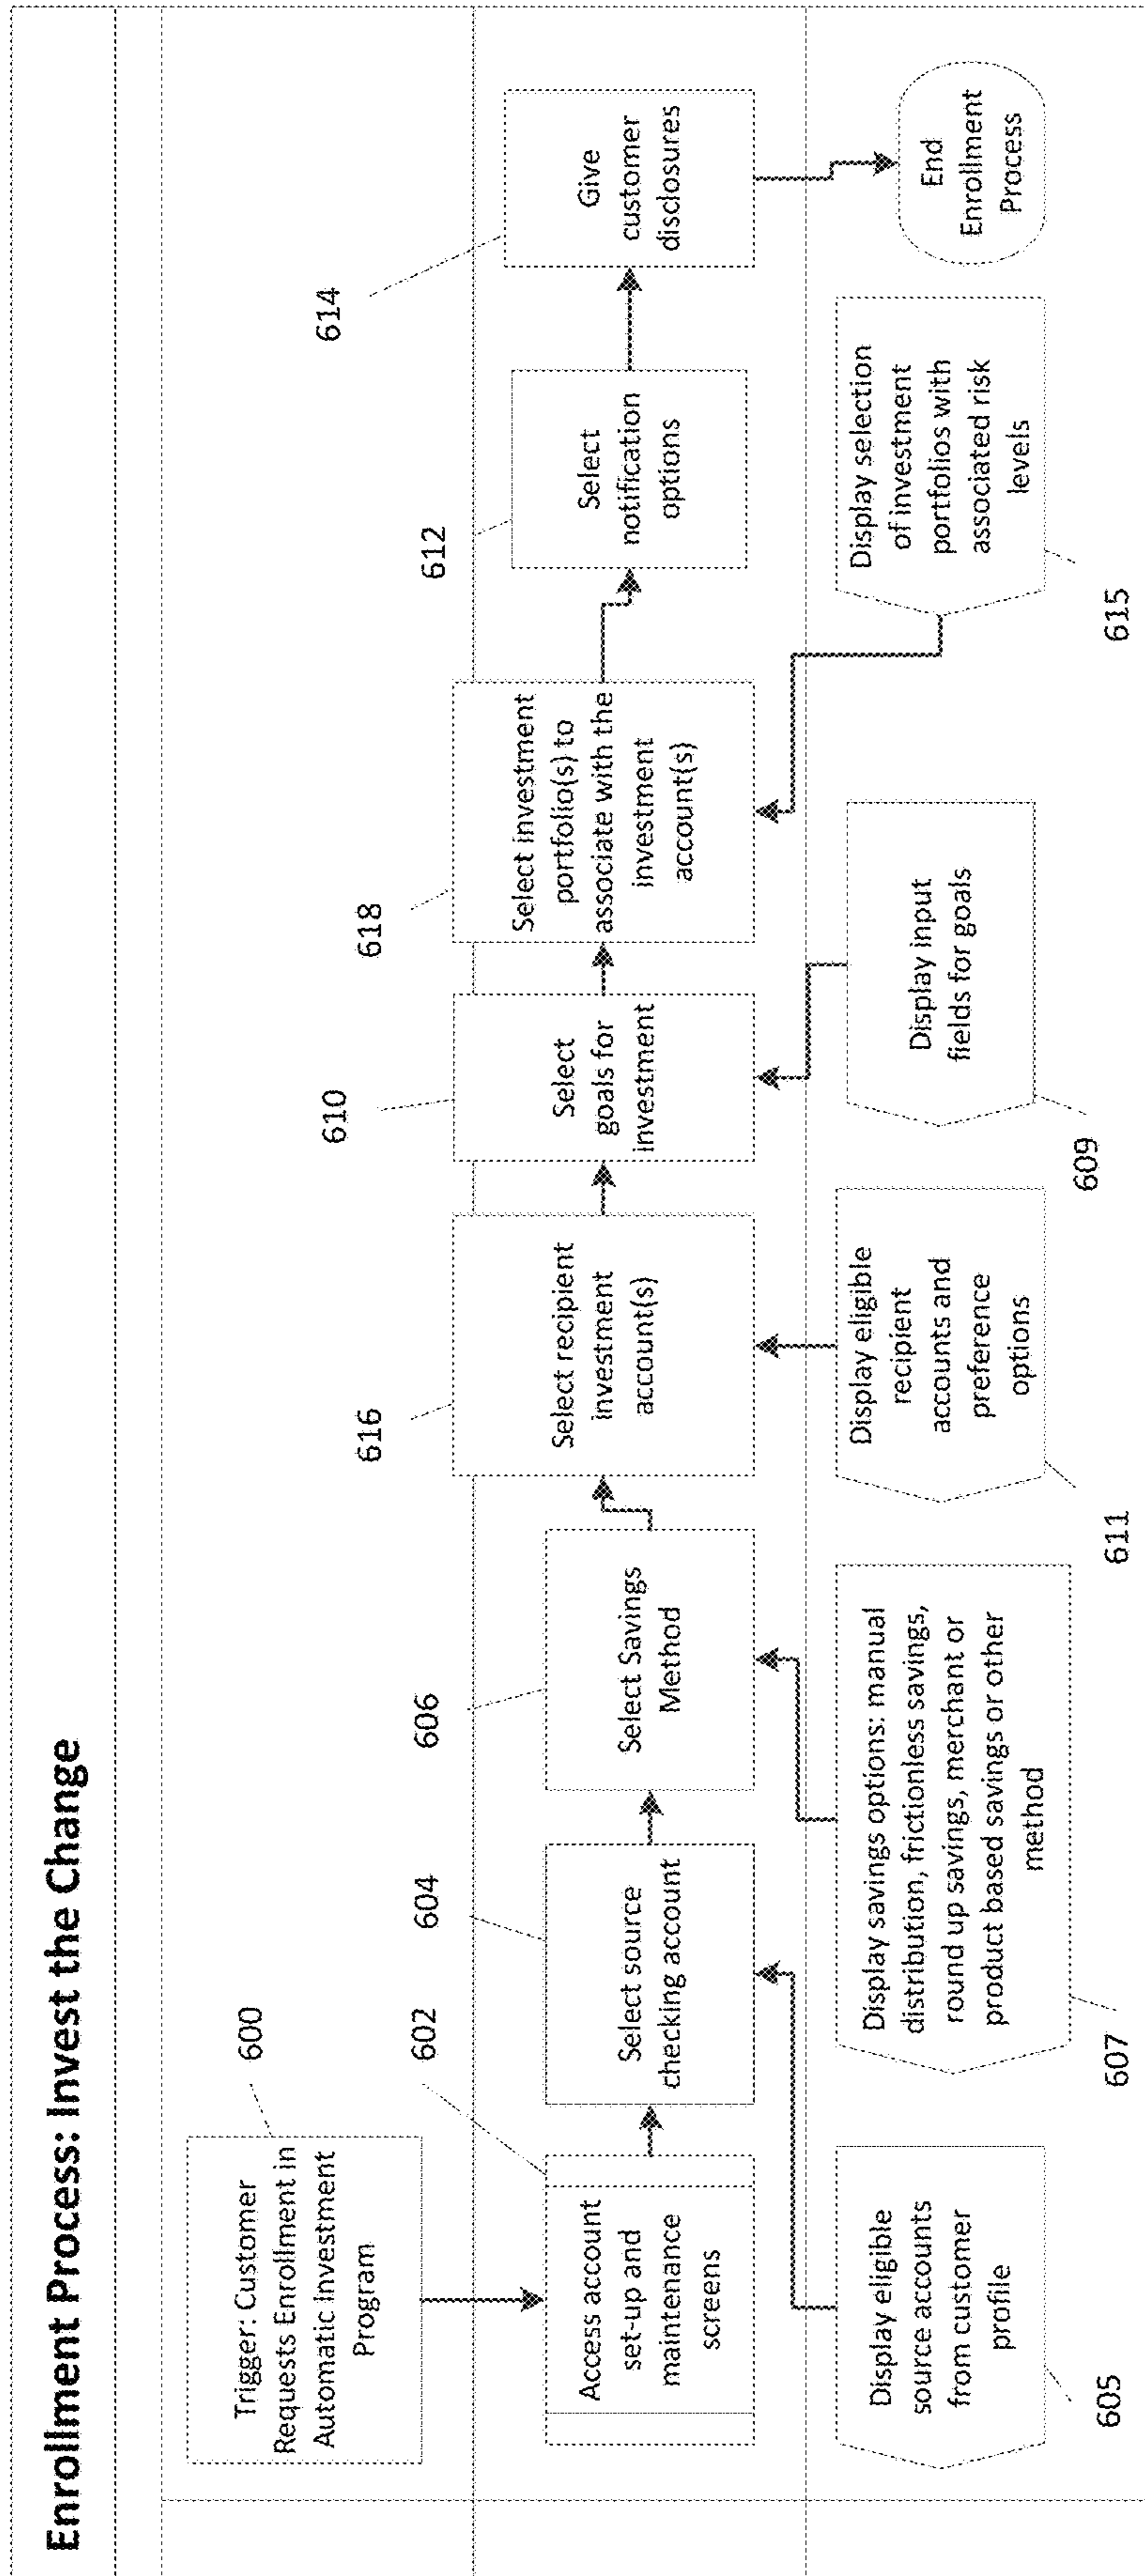 Enrollment Process: Invest the Change
600
Trigger: Customer
Requests Enrollment in
Automatic Investment
Program
602
Access account
set-up and
maintenance
screens
604
Select source
checking account
606
Select Savings
Method
616
Select recipient
investment
account(s)
610
Select
goals for
investment
618
Select investment
portfolio(s) to
associate with the
investment
account(s)
612
Select
notification
options
614
Give
customer
disclosures
Display eligible
source accounts
from customer
profile
605
Display savings options: manual
distribution, frictionless savings,
round up savings, merchant or
product based savings or other
method
607
Display eligible
recipient
accounts and
preference
options
611
Display input
fields for goals
609
Display selection
of investment
portfolios with
associated risk
levels
615
End
Enrollment
Process